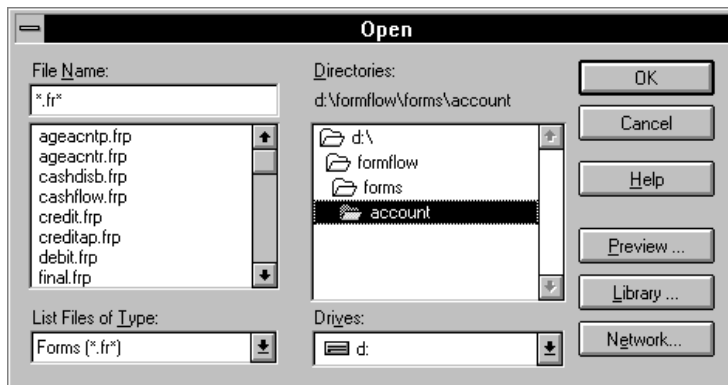 Open
File Name:
*.fr*
ageacntp.frp
ageacntr.frp
cashdisb.frp
cashflow.frp
credit.frp
creditap.frp
debit.frp
final.frp
List Files of Type:
Forms (*.fr*)
Directories:
d:\formflow\forms\account
d:\
formflow
forms
account
Drives:
d:
OK
Cancel
Help
Preview ...
Library ...
Network...